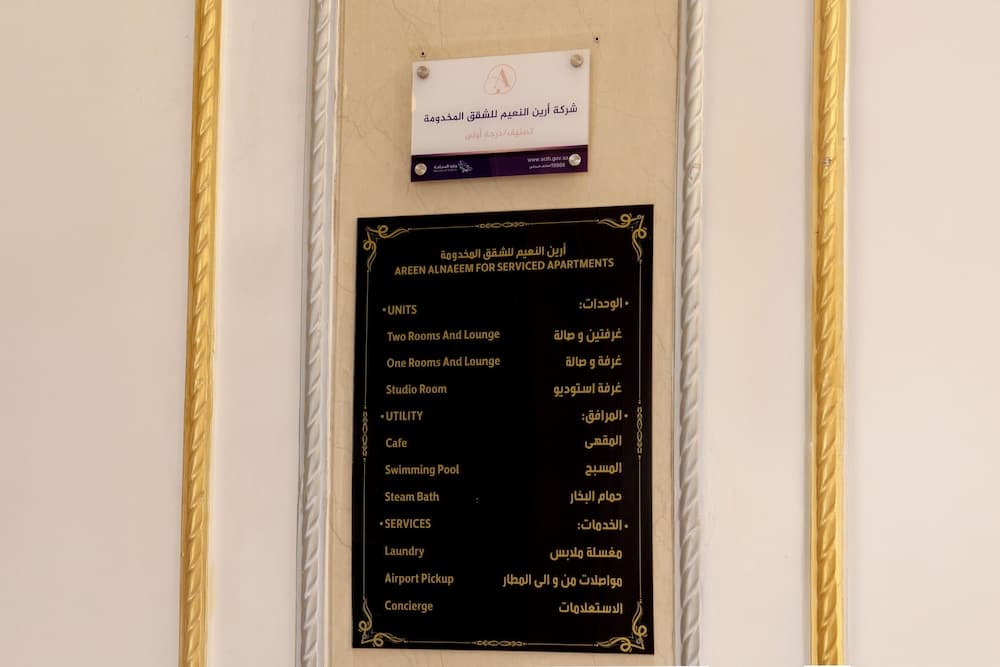 A
شركة أرين النعيم للشقق المخدومة
تصنيف/درجة أولى
وزارة السياحة
www.acth.gov.sa
AREEN ALNAEEM FOR SERVICED APARTMENTS
أرين النعيم للشقق المخدومة
•UNITS
•الوحدات:
Two Rooms And Lounge
غرفتين و صالة
One Rooms And Lounge
غرفة و صالة
Studio Room
غرفة استوديو
•UTILITY
•المرافق:
Cafe
المقهى
Swimming Pool
المسبح
Steam Bath
حمام البخار
•SERVICES
•الخدمات:
Laundry
مغسلة ملابس
Airport Pickup
مواصلات من و الى المطار
Concierge
الاستعلامات